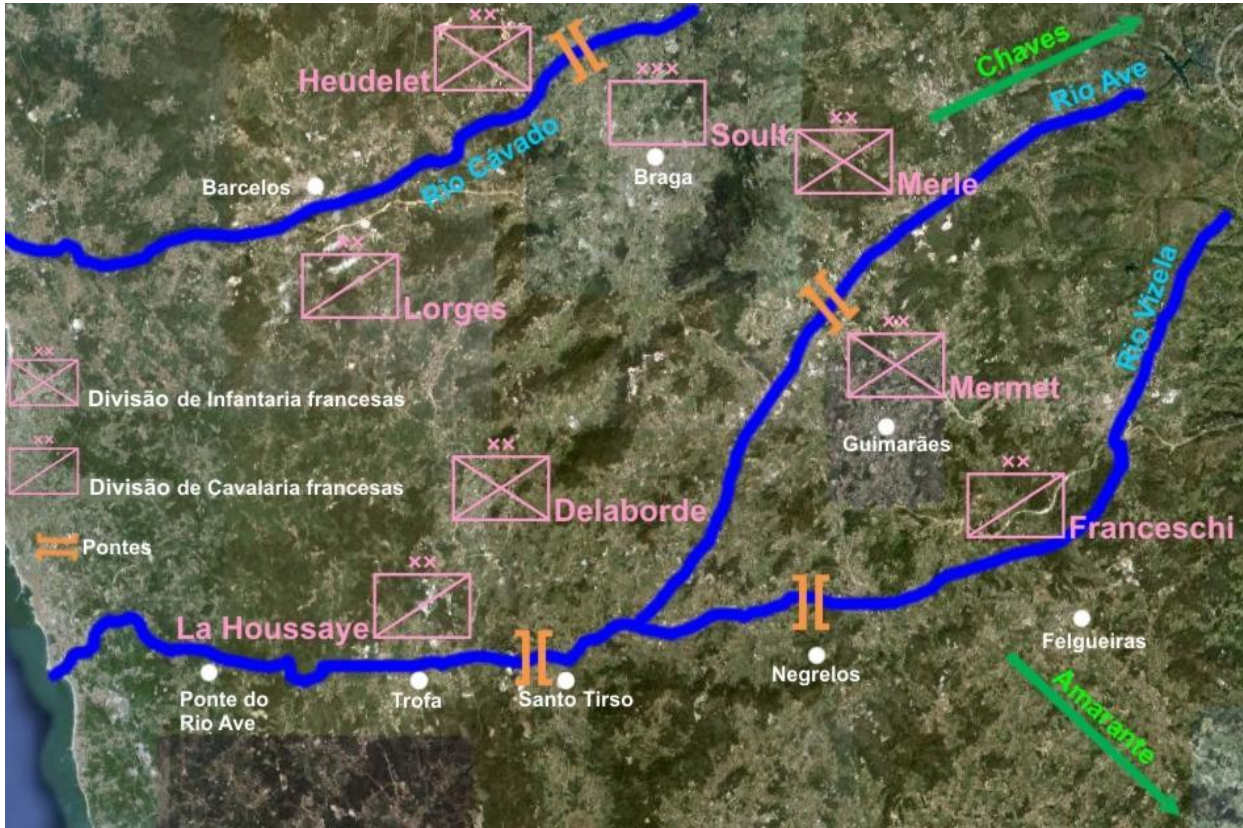 ××
Heudelet
×××
Soult
Braga
××
Merle
Chaves
Rio Ave
Rio Cávado
Barcelos
××
Lorges
Rio Vizela
××
Divisão de Infantaria francesas
××
Divisão de Cavalaria francesas
Pontes
××
Mermet
Guimarães
××
Delaborde
××
Franceschi
××
La Houssaye
Ponte do
Rio Ave
Trofa
Santo Tirso
Negrelos
Felgueiras
Amarante